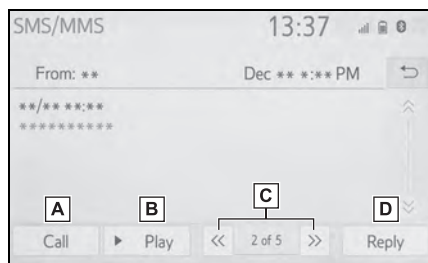 SMS/MMS 13:37
From: ** Dec ** *:** PM
**/** **:**
**********
A B C D
Call ▶ Play << 2 of 5 >> Reply